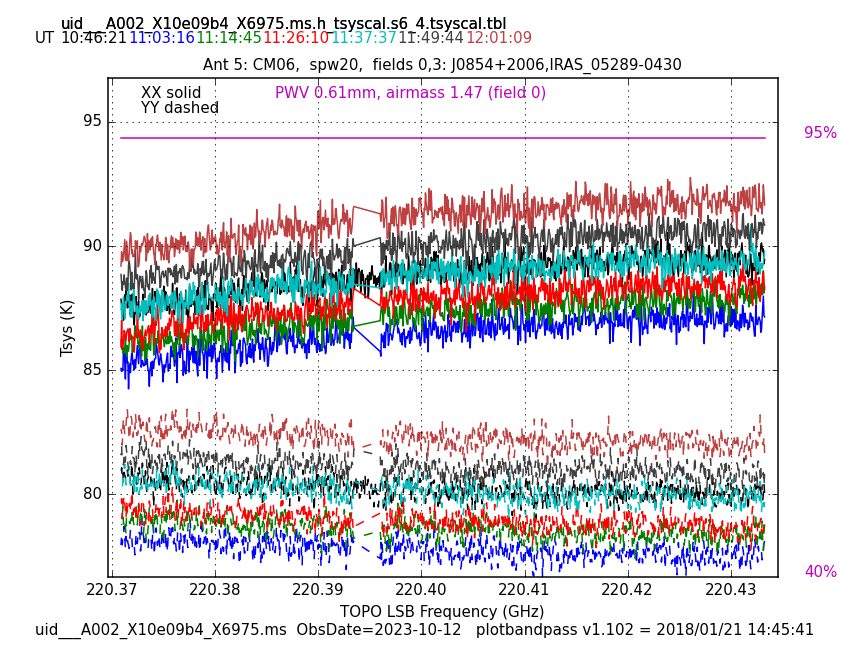 uid___A002_X10e09b4_X6975.ms.h_tsyscal.s6_4.tsyscal.tbl
UT 10:46:21 11:03:16 11:14:45 11:26:10 11:37:37 11:49:44 12:01:09
Ant 5: CM06, spw20, fields 0,3: J0854+2006,IRAS_05289-0430
XX solid PWV 0.61mm, airmass 1.47 (field 0)
YY dashed
95
95%
90
Tsys (K)
85
80
40%
220.37 220.38 220.39 220.40 220.41 220.42 220.43
TOPO LSB Frequency (GHz)
uid___A002_X10e09b4_X6975.ms ObsDate=2023-10-12 plotbandpass v1.102 = 2018/01/21 14:45:41